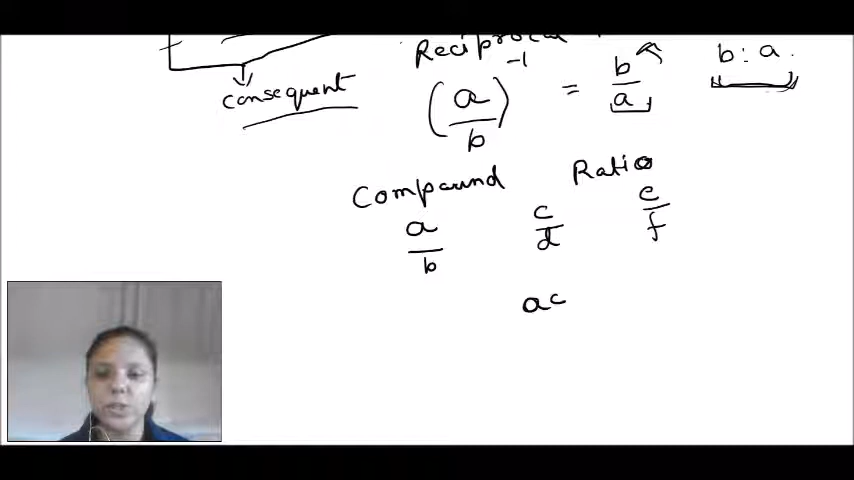 Reciprocal
consequent
(a/b)⁻¹ = b/a
b : a.
Compound Ratio
a/b c/d e/f
ac